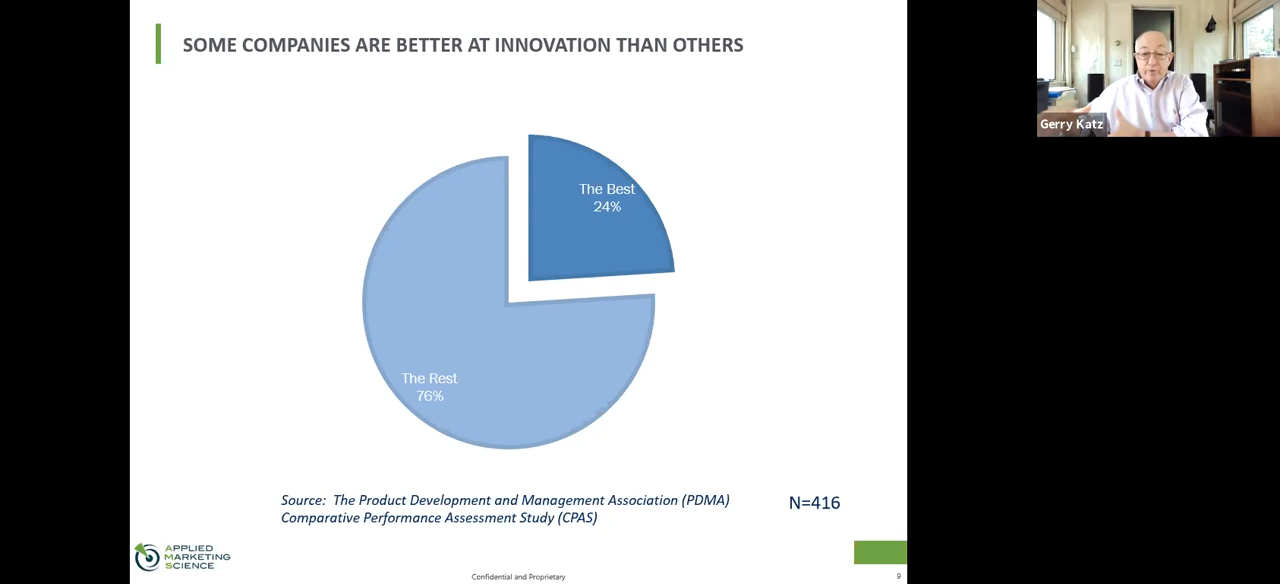 SOME COMPANIES ARE BETTER AT INNOVATION THAN OTHERS
Gerry Katz
The Best
24%
The Rest
76%
Source: The Product Development and Management Association (PDMA)
Comparative Performance Assessment Study (CPAS)
N=416
APPLIED
MARKETING
SCIENCE
Confidential and Proprietary
9